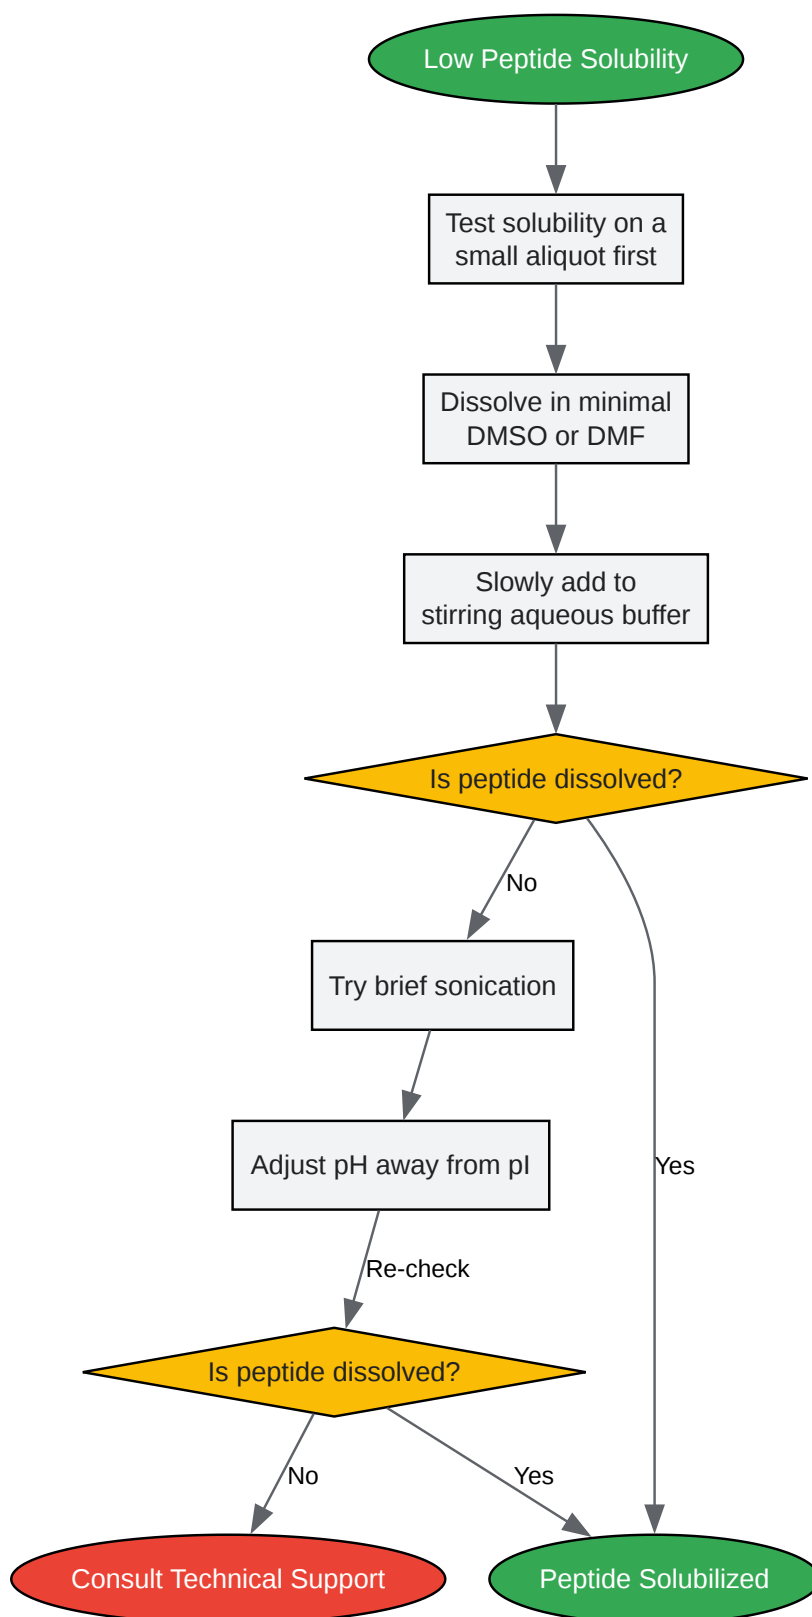 Low Peptide Solubility
Test solubility on a
small aliquot first
Dissolve in minimal
DMSO or DMF
Slowly add to
stirring aqueous buffer
Is peptide dissolved?
No
Try brief sonication
Adjust pH away from pI
Yes
Re-check
Is peptide dissolved?
No
Yes
Consult Technical Support
Peptide Solubilized